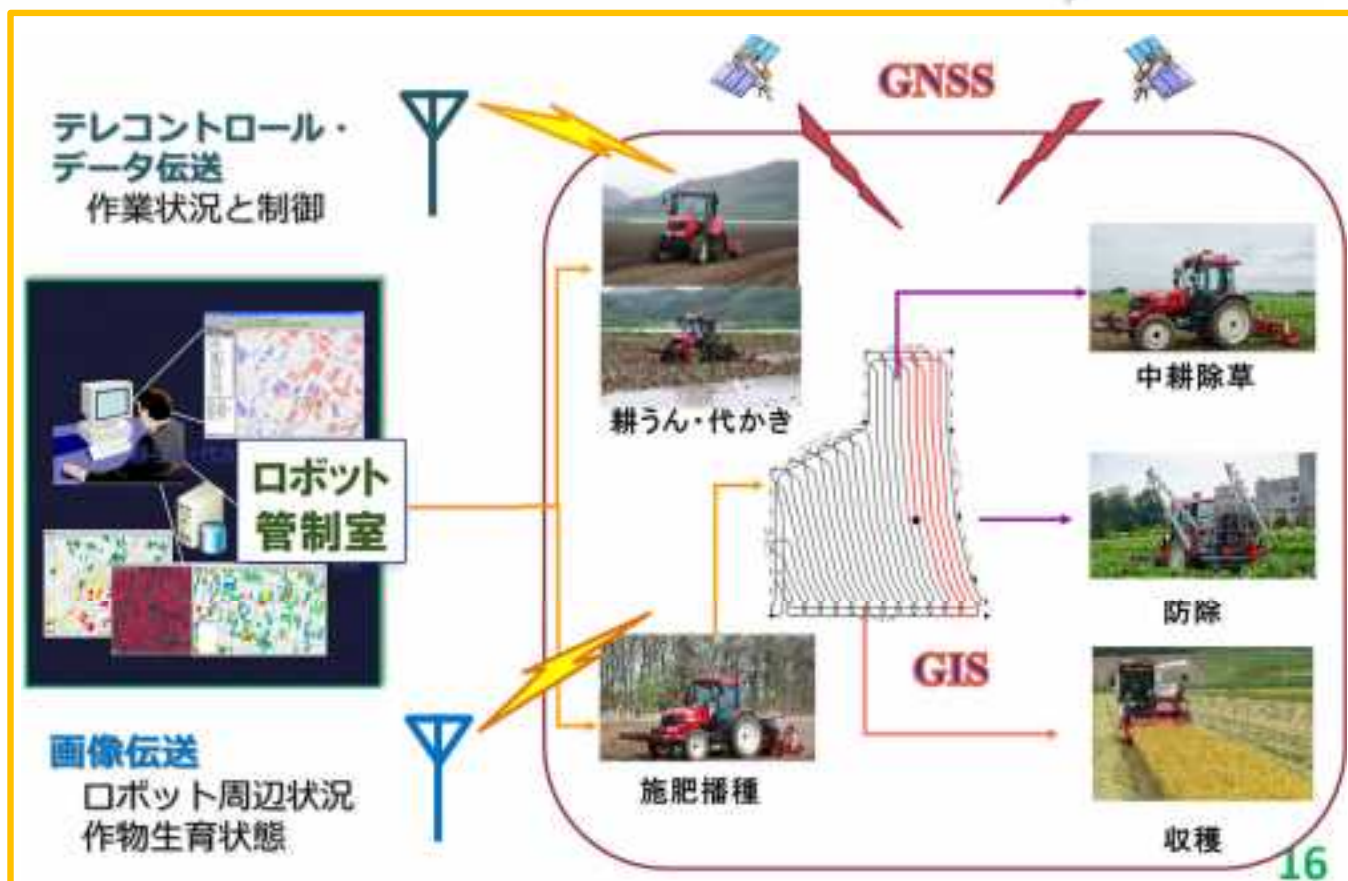 GNSS
テレコントロール・
データ伝送
作業状況と制御
耕うん・代かき
中耕除草
ロボット
管制室
防除
GIS
施肥播種
画像伝送
ロボット周辺状況
作物生育状態
収穫
16